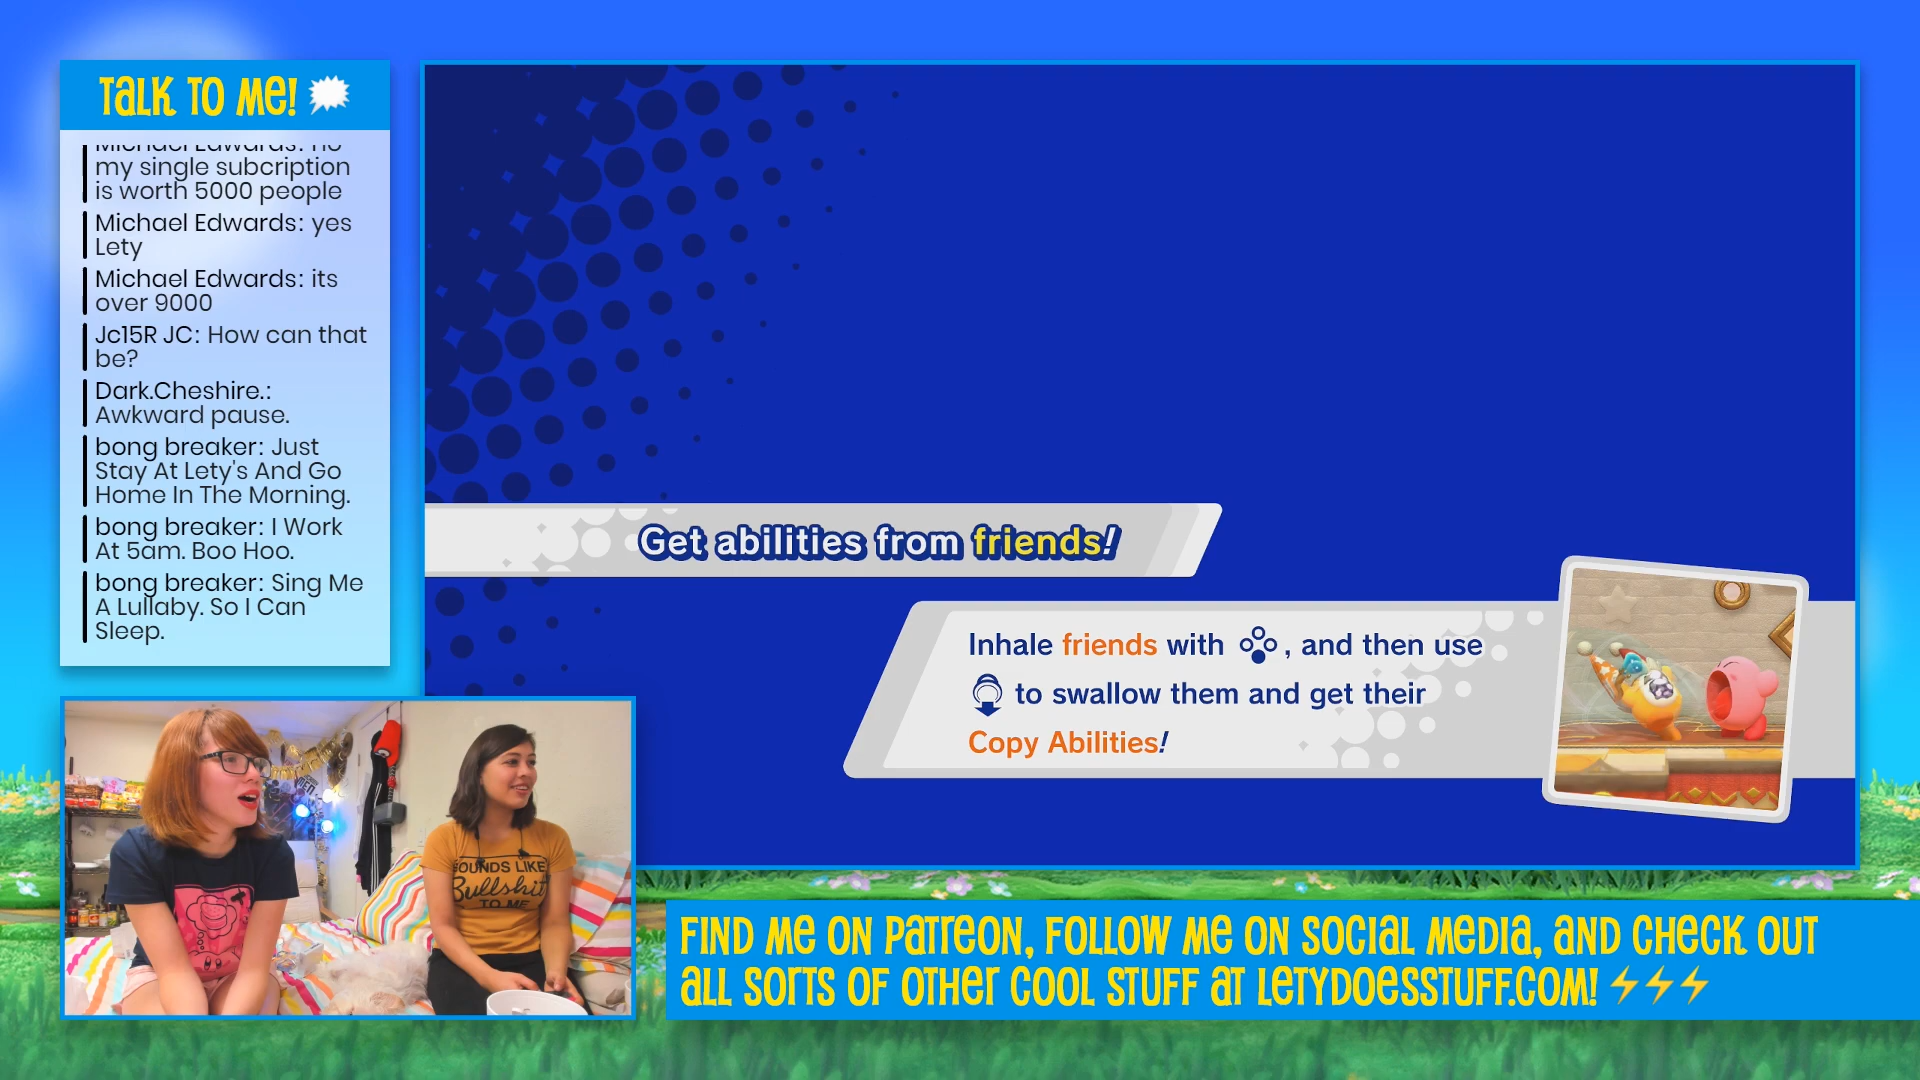 TALK TO ME!
Michael Edwards: no
my single subcription
is worth 5000 people
Michael Edwards: yes
Lety
Michael Edwards: its
over 9000
Jc15R JC: How can that
be?
Dark.Cheshire.:
Awkward pause.
bong breaker: Just
Stay At Lety's And Go
Home In The Morning.
bong breaker: I Work
At 5am. Boo Hoo.
bong breaker: Sing Me
A Lullaby. So I Can
Sleep.
Get abilities from friends!
Inhale friends with , and then use
to swallow them and get their
Copy Abilities!
SOUNDS LIKE
Bullshit
TO ME
FIND ME ON PATREON, FOLLOW ME ON SOCIAL MEDIA, AND CHECK OUT
ALL SORTS OF OTHER COOL STUFF AT LETYDOESSTUFF.COM! ⚡⚡⚡